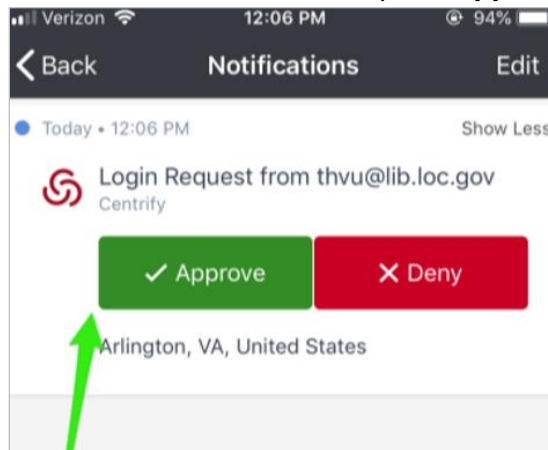 Verizon 12:06 PM 94%
Back Notifications Edit
Today • 12:06 PM Show Less
Login Request from thvu@lib.loc.gov
Centrify
Approve Deny
Arlington, VA, United States